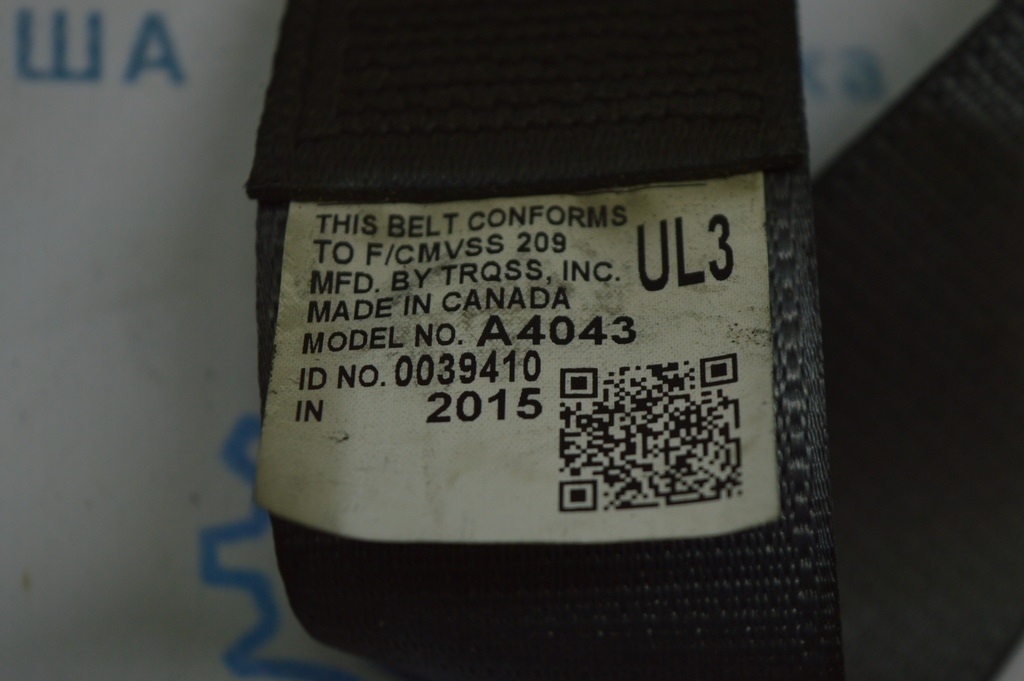 ША
THIS BELT CONFORMS
TO F/CMVSS 209
UL3
MFD. BY TRQSS, INC.
MADE IN CANADA
MODEL NO. A4043
ID NO. 0039410
IN 2015